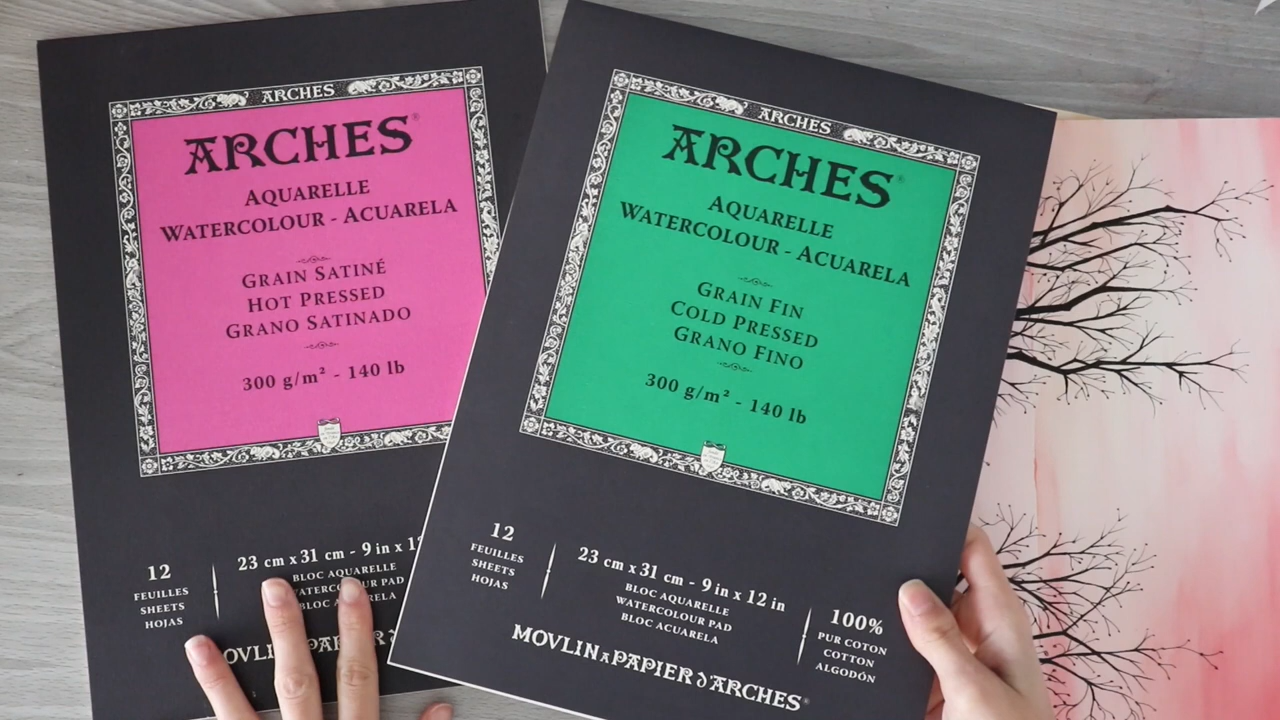 ARCHES
ARCHES®
AQUARELLE
WATERCOLOUR - ACUARELA
GRAIN SATINÉ
HOT PRESSED
GRANO SATINADO
300 g/m² - 140 lb
12
FEUILLES
SHEETS
HOJAS
23 cm x 31 cm - 9 in x
BLOC AQUARELLE
WATERCOLOUR PAD
BLOC
ARCHES
ARCHES®
AQUARELLE
WATERCOLOUR - ACUARELA
GRAIN FIN
COLD PRESSED
GRANO FINO
300 g/m² - 140 lb
12
FEUILLES
SHEETS
HOJAS
23 cm x 31 cm - 9 in x 12 in
BLOC AQUARELLE
WATERCOLOUR PAD
BLOC ACUARELA
100%
PUR COTON
COTTON
ALGODÓN
MOVLIN A PAPIER D ARCHES®